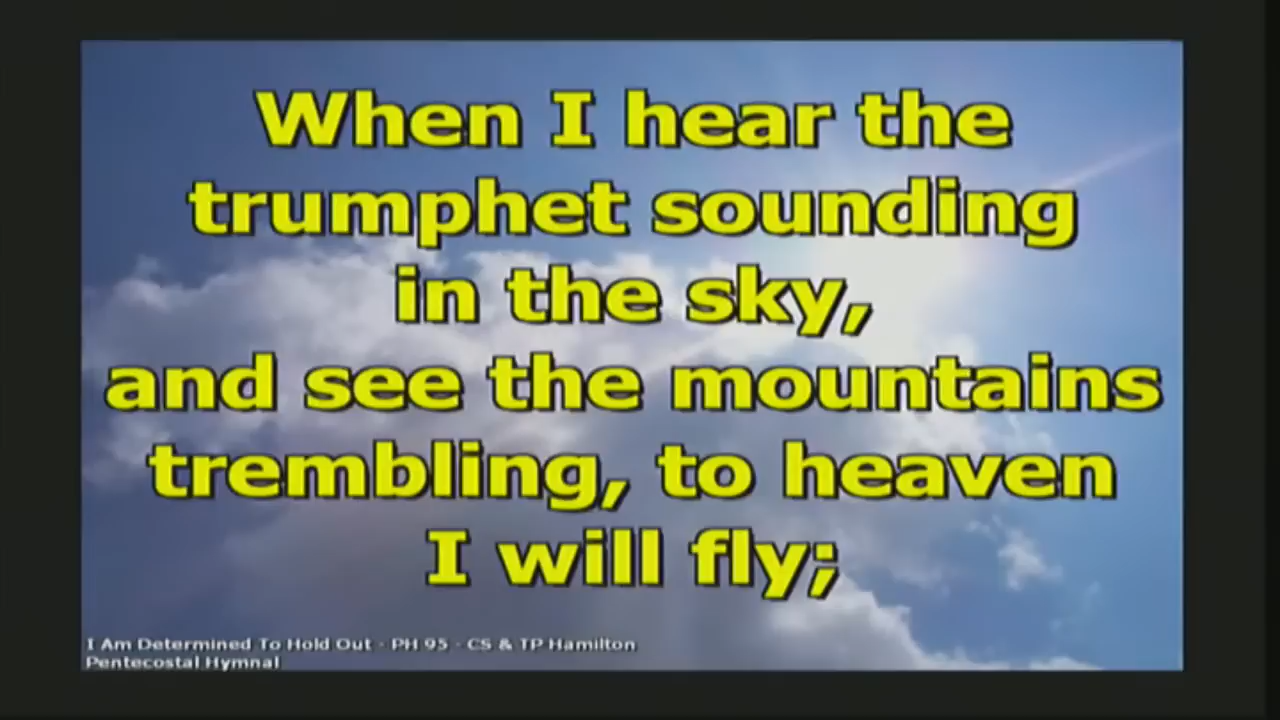 When I hear the
trumphet sounding
in the sky,
and see the mountains
trembling, to heaven
I will fly;
I Am Determined To Hold Out - PH 95 - CS & TP Hamilton
Pentecostal Hymnal